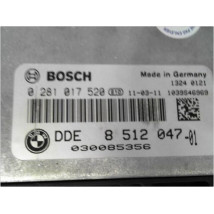 BOSCH
Made in Germany
1324 0121
0 281 017 520 11-03-11 1039S46969
DDE 8 512 047-01
030085356